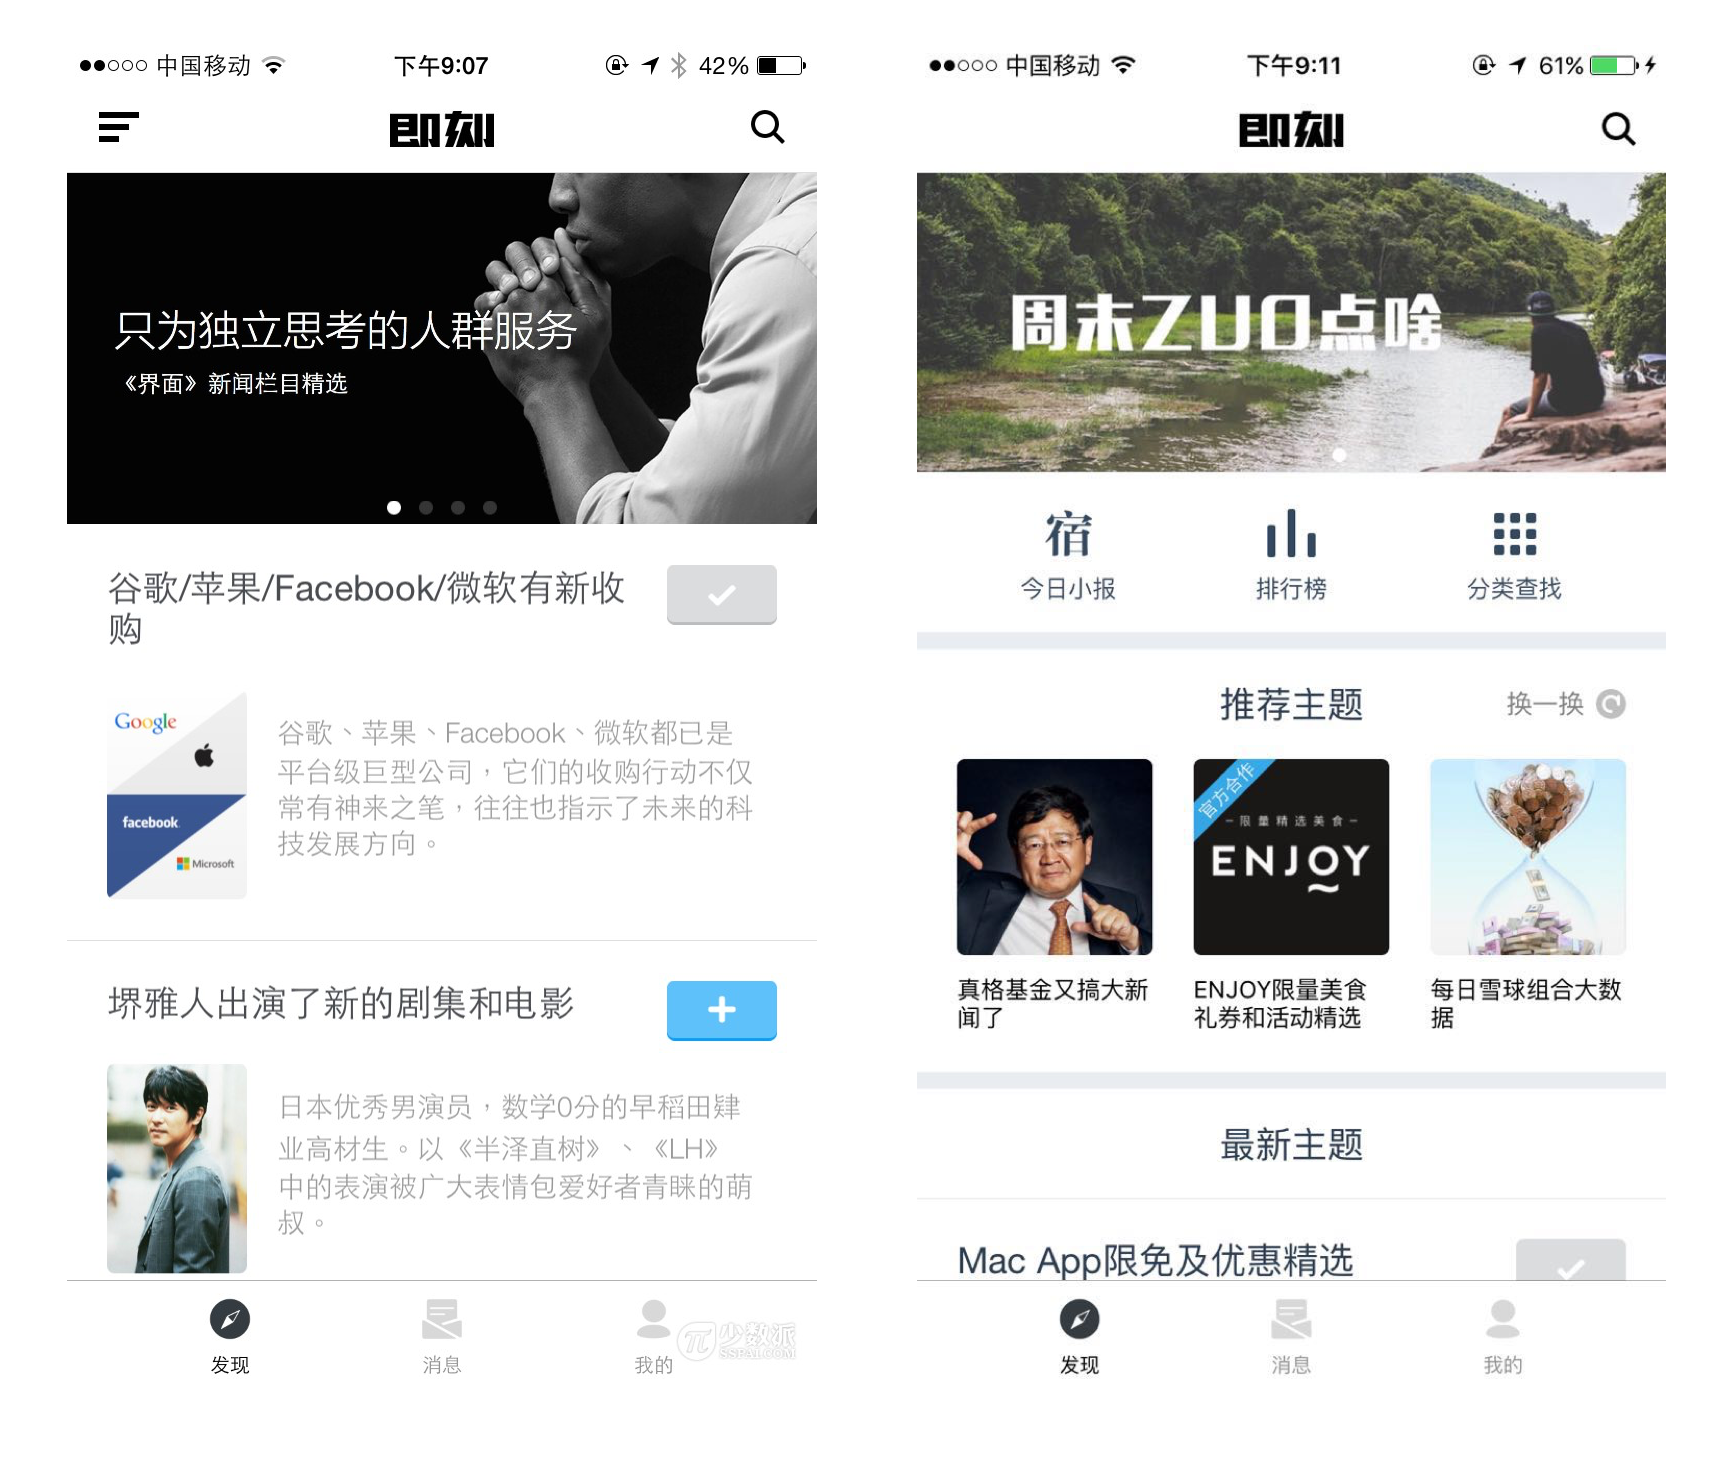 中国移动 下午9:07 42%
即刻
只为独立思考的人群服务
《界面》新闻栏目精选
谷歌/苹果/Facebook/微软有新收
购
Google
facebook
Microsoft
谷歌、苹果、Facebook、微软都已是
平台级巨型公司，它们的收购行动不仅
常有神来之笔，往往也指示了未来的科
技发展方向。
堺雅人出演了新的剧集和电影
日本优秀男演员，数学0分的早稻田肄
业高材生。以《半泽直树》、《LH》
中的表演被广大表情包爱好者青睐的萌
叔。
发现 消息 我的
少数派
SSPAI.COM
中国移动 下午9:11 61%
即刻
周末ZUO点啥
宿
今日小报 排行榜 分类查找
推荐主题 换一换
官方合作
限量精选美食
ENJOY
真格基金又搞大新
闻了
ENJOY限量美食
礼券和活动精选
每日雪球组合大数
据
最新主题
Mac App限免及优惠精选
发现 消息 我的